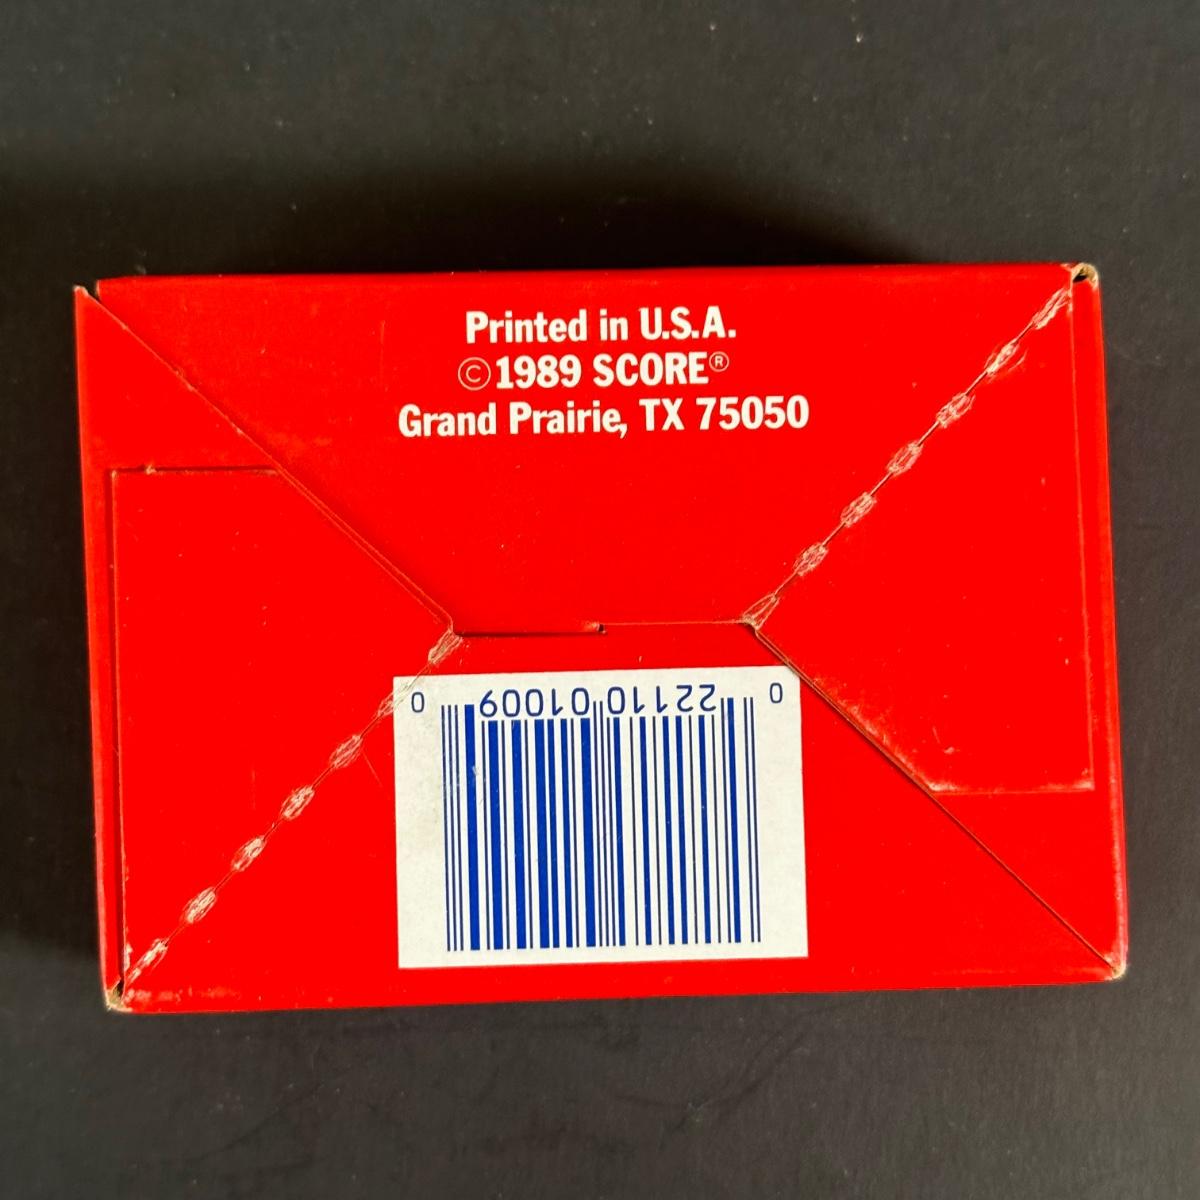 Printed in U.S.A.
©1989 SCORE®
Grand Prairie, TX 75050
0 22110 01009 0